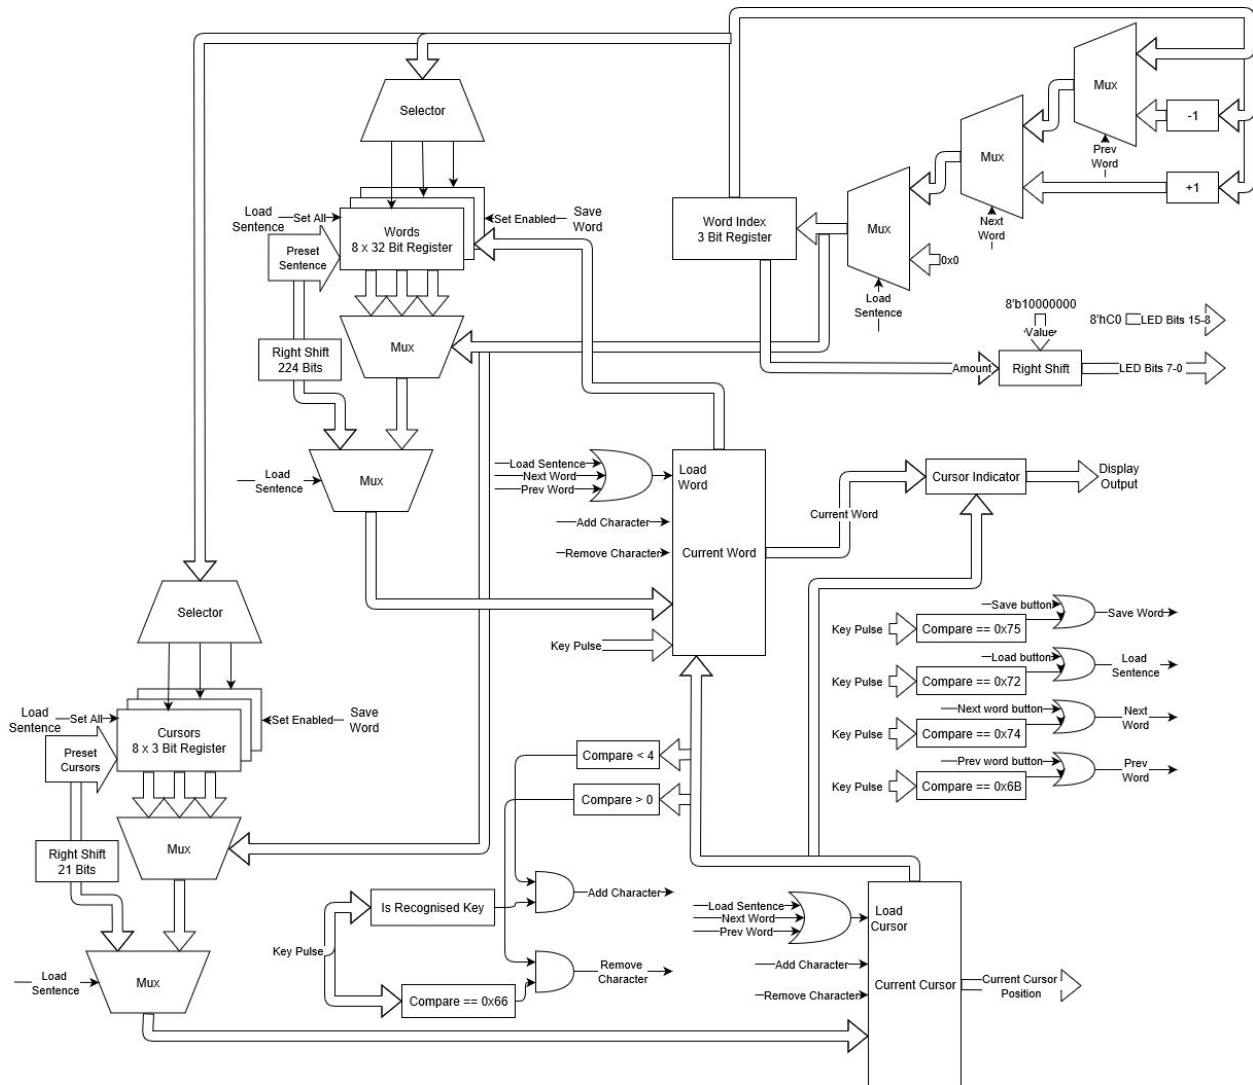 Selector
Load
Sentence
Set All
Words
8 x 32 Bit Register
Set Enabled
Save
Word
Preset
Sentence
Right Shift
224 Bits
Mux
Load
Sentence
Mux
Word Index
3 Bit Register
Mux
Load
Sentence
0x0
Mux
Next
Word
Mux
Prev
Word
-1
+1
8'b10000000
Value
Amount
Right Shift
8'hC0
LED Bits 15-8
LED Bits 7-0
Load Sentence
Next Word
Prev Word
Load
Word
Add Character
Remove Character
Current Word
Key Pulse
Current Word
Cursor Indicator
Display
Output
Selector
Load
Sentence
Set All
Cursors
8 x 3 Bit Register
Set Enabled
Save
Word
Preset
Cursors
Right Shift
21 Bits
Mux
Load
Sentence
Mux
Compare < 4
Compare > 0
Is Recognised Key
Key Pulse
Compare == 0x66
Add Character
Remove
Character
Save button
Key Pulse
Compare == 0x75
Save Word
Load button
Key Pulse
Compare == 0x72
Load
Sentence
Next word button
Key Pulse
Compare == 0x74
Next
Word
Prev word button
Key Pulse
Compare == 0x6B
Prev
Word
Load Sentence
Next Word
Prev Word
Load
Cursor
Add Character
Remove Character
Current Cursor
Current Cursor
Position